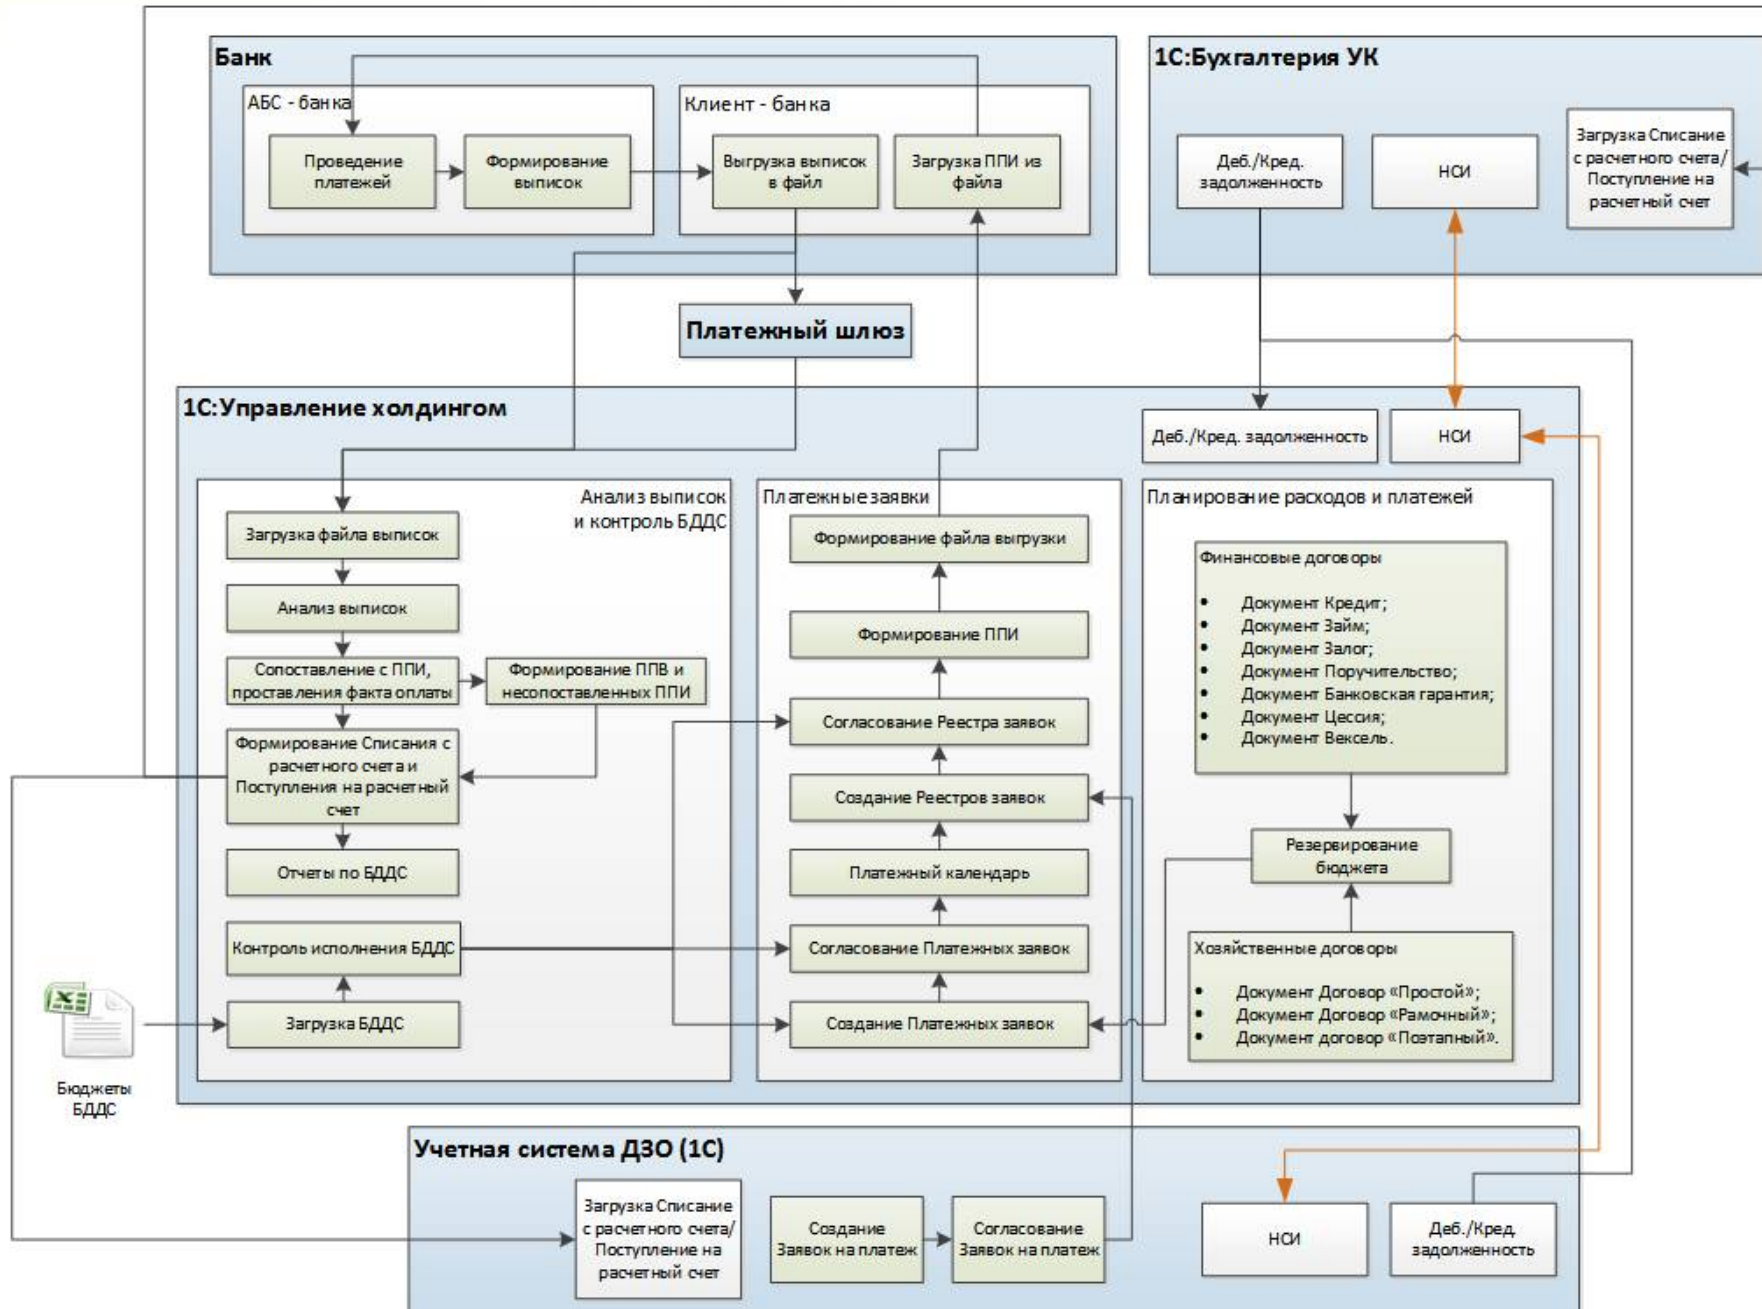 Банк
АБС - банка
Проведение
платежей
Формирование
выписок
Клиент - банка
Выгрузка выписок
в файл
Загрузка ППИ из
файла
1С:Бухгалтерия УК
Деб./Кред.
задолженность
НСИ
Загрузка Списание
с расчетного счета/
Поступление на
расчетный счет
Платежный шлюз
1С:Управление холдингом
Деб./Кред. задолженность
НСИ
Анализ выписок
и контроль БДДС
Загрузка файла выписок
Анализ выписок
Сопоставление с ППИ,
проставления факта оплаты
Формирование ППВ и
несопоставленных ППИ
Формирование Списания с
расчетного счета и
Поступления на расчетный
счет
Отчеты по БДДС
Контроль исполнения БДДС
Загрузка БДДС
Бюджеты
БДДС
Платежные заявки
Формирование файла выгрузки
Формирование ППИ
Согласование Реестра заявок
Создание Реестров заявок
Платежный календарь
Согласование Платежных заявок
Создание Платежных заявок
Планирование расходов и платежей
Финансовые договоры
• Документ Кредит;
• Документ Займ;
• Документ Залог;
• Документ Поручительство;
• Документ Банковская гарантия;
• Документ Цессия;
• Документ Вексель.
Резервирование
бюджета
Хозяйственные договоры
• Документ Договор «Простой»;
• Документ Договор «Рамочный»;
• Документ договор «Поэтапный».
Учетная система ДЗО (1С)
Загрузка Списание
с расчетного счета/
Поступление на
расчетный счет
Создание
Заявок на платеж
Согласование
Заявок на платеж
НСИ
Деб./Кред.
задолженность